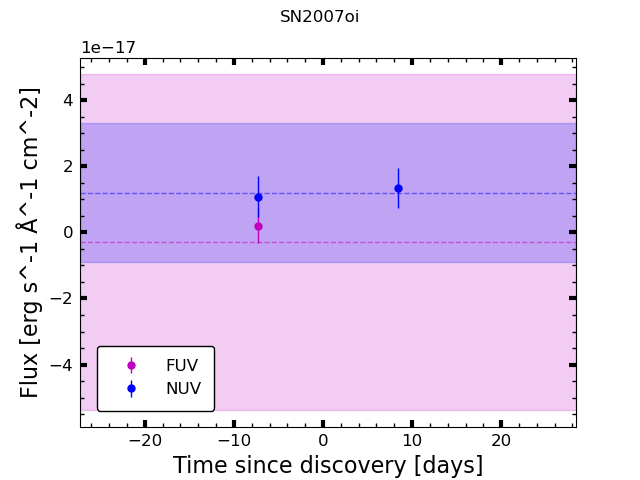 SN2007oi
1e−17
4
2
0
−2
−4
Flux [erg s^-1 Å^-1 cm^-2]
FUV
NUV
−20 −10 0 10 20
Time since discovery [days]